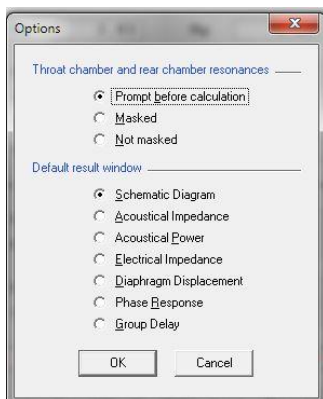 Options
Throat chamber and rear chamber resonances
Prompt before calculation
Masked
Not masked
Default result window
Schematic Diagram
Acoustical Impedance
Acoustical Power
Electrical Impedance
Diaphragm Displacement
Phase Response
Group Delay
OK Cancel